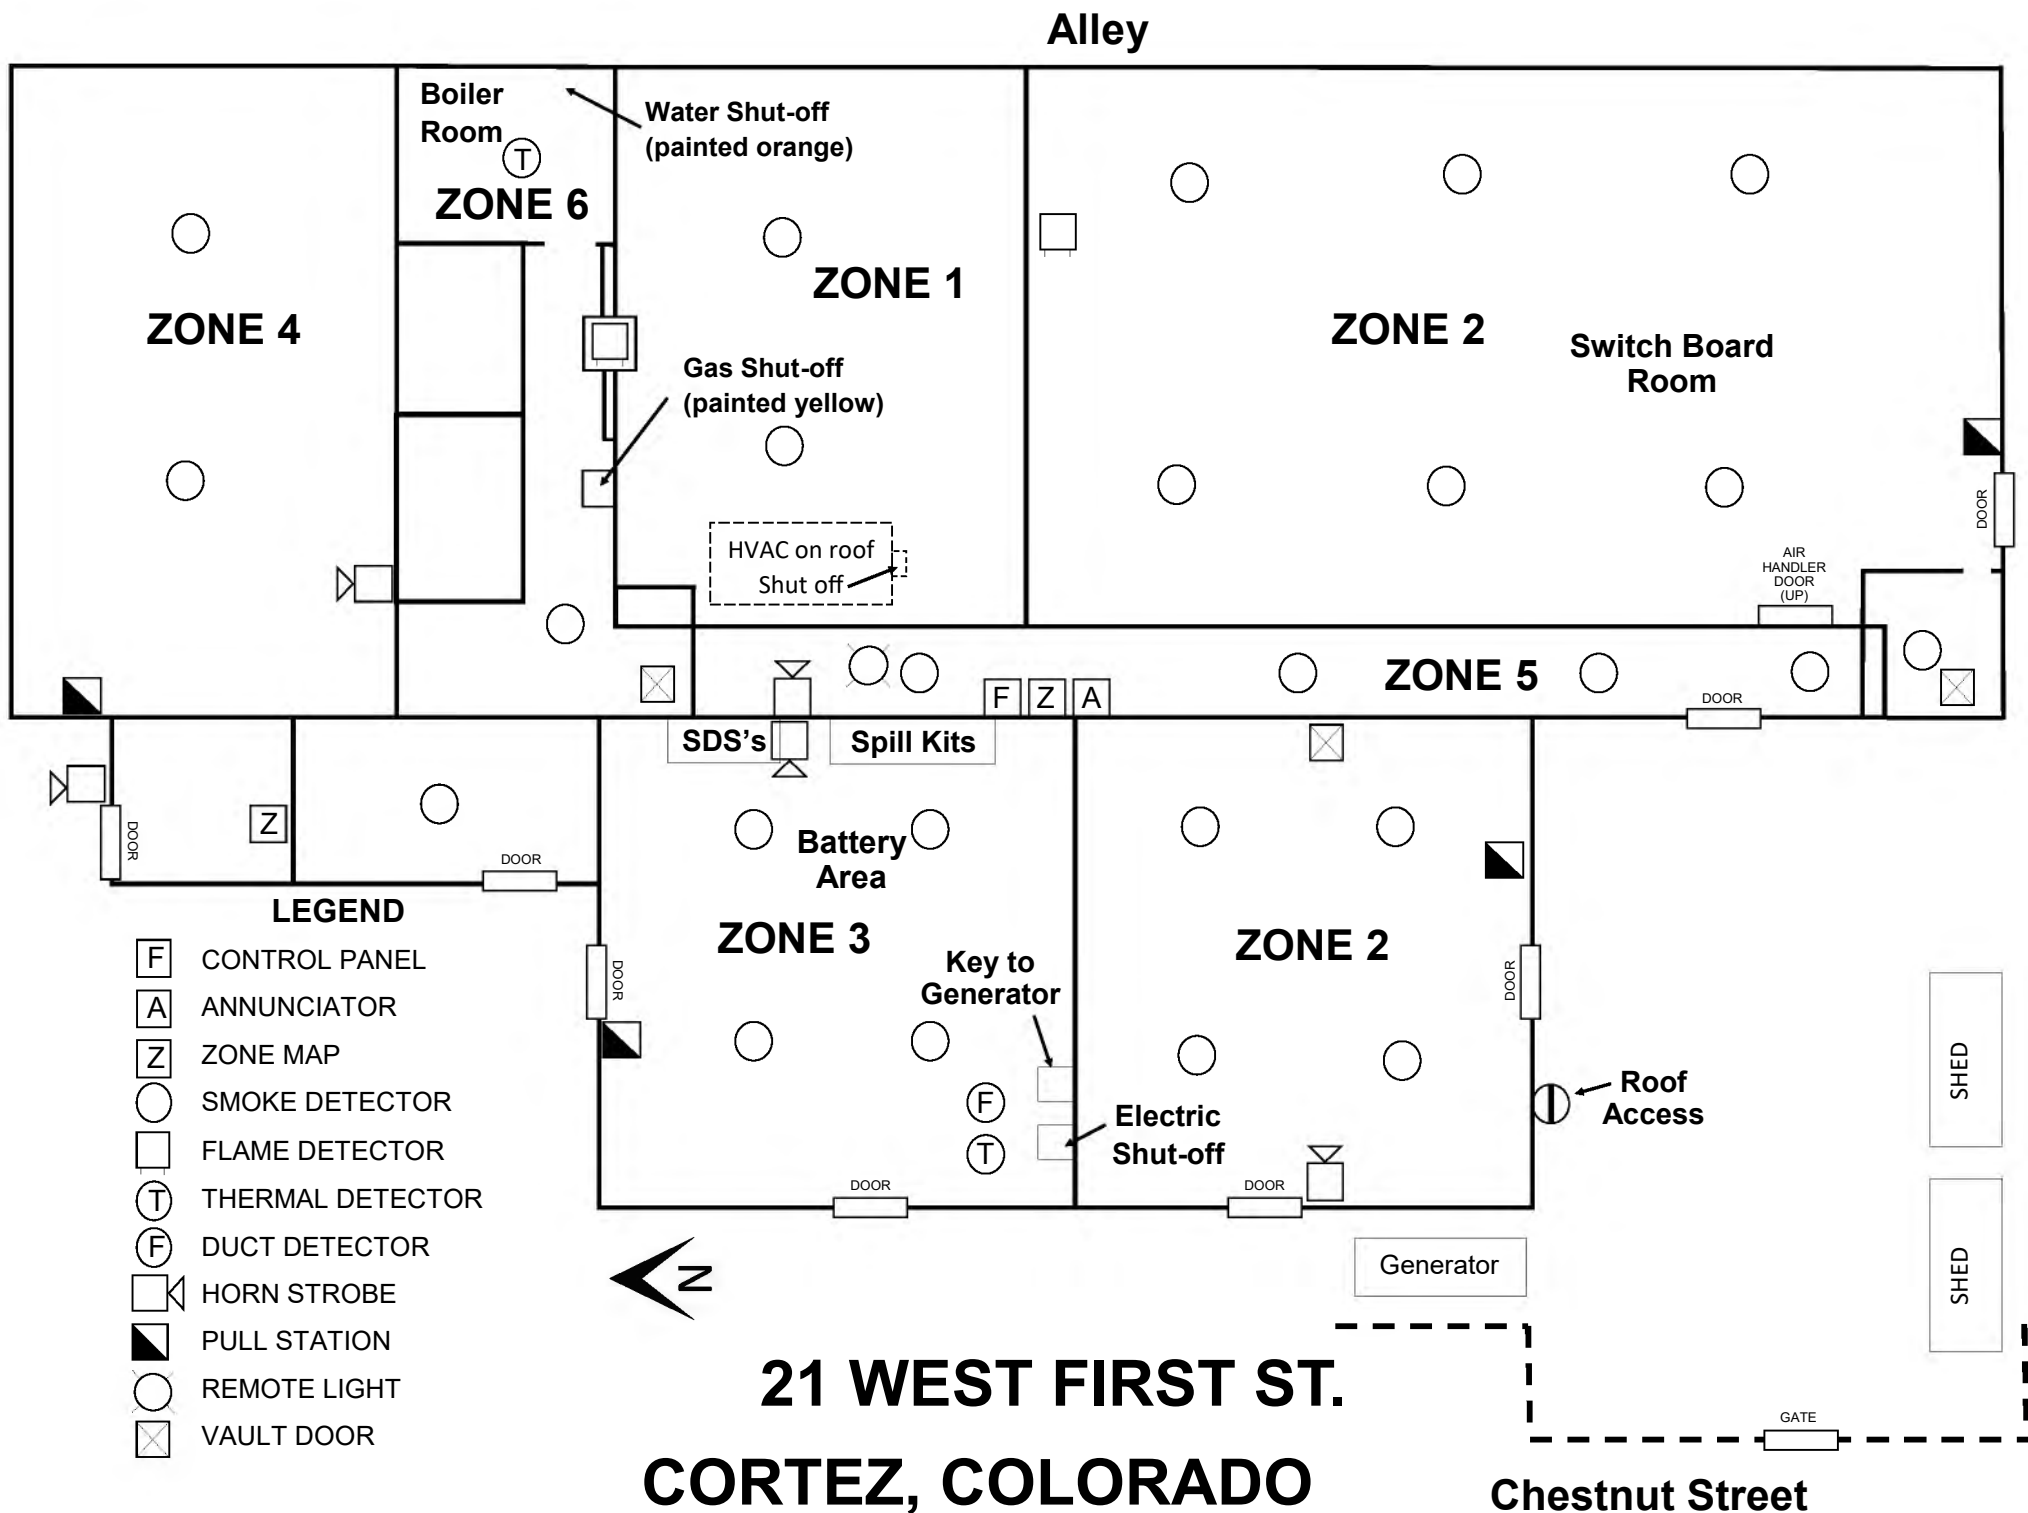 Alley
Boiler
Room
T
ZONE 6
Water Shut-off
(painted orange)
ZONE 4
ZONE 1
Gas Shut-off
(painted yellow)
HVAC on roof
Shut off
ZONE 2
Switch Board
Room
DOOR
AIR
HANDLER
DOOR
(UP)
F
Z
A
ZONE 5
DOOR
DOOR
Z
DOOR
SDS's
Spill Kits
Battery
Area
ZONE 3
DOOR
Key to
Generator
F
T
Electric
Shut-off
DOOR
ZONE 2
DOOR
DOOR
Roof
Access
SHED
SHED
Generator
LEGEND
F CONTROL PANEL
A ANNUNCIATOR
Z ZONE MAP
SMOKE DETECTOR
FLAME DETECTOR
T THERMAL DETECTOR
F DUCT DETECTOR
HORN STROBE
PULL STATION
REMOTE LIGHT
VAULT DOOR
N
21 WEST FIRST ST.
CORTEZ, COLORADO
GATE
Chestnut Street